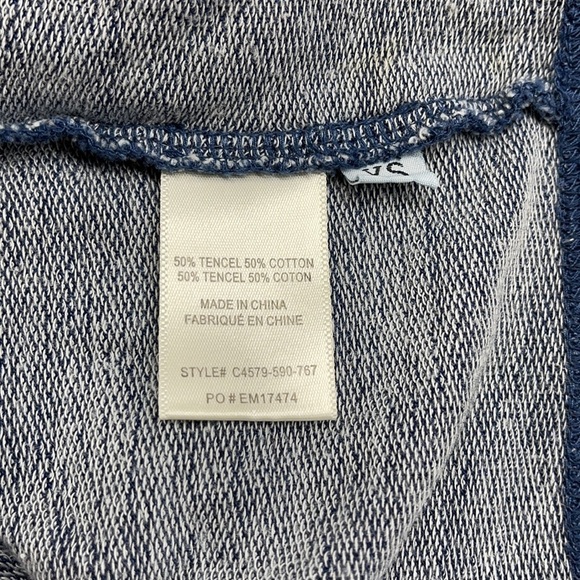 50% TENCEL 50% COTTON
50% TENCEL 50% COTON
MADE IN CHINA
FABRIQUÉ EN CHINE
STYLE# C4579-590-767
PO # EM17474